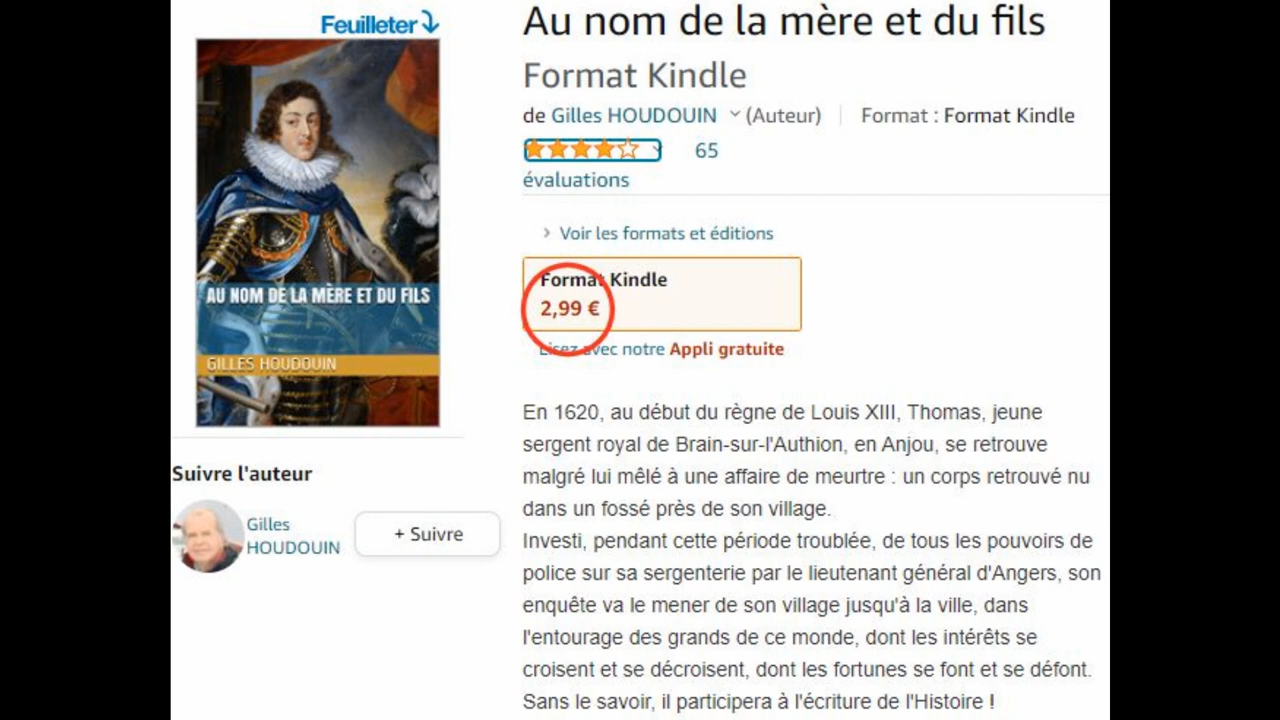 Feuilleter
AU NOM DE LA MÈRE ET DU FILS
GILLES HOUDOUIN
Suivre l'auteur
Gilles
HOUDOUIN
+ Suivre
Au nom de la mère et du fils
Format Kindle
de Gilles HOUDOUIN (Auteur) | Format : Format Kindle
65
évaluations
› Voir les formats et éditions
Format Kindle
2,99 €
Lisez avec notre Appli gratuite
En 1620, au début du règne de Louis XIII, Thomas, jeune
sergent royal de Brain-sur-l'Authion, en Anjou, se retrouve
malgré lui mêlé à une affaire de meurtre : un corps retrouvé nu
dans un fossé près de son village.
Investi, pendant cette période troublée, de tous les pouvoirs de
police sur sa sergenterie par le lieutenant général d'Angers, son
enquête va le mener de son village jusqu'à la ville, dans
l'entourage des grands de ce monde, dont les intérêts se
croisent et se décroisent, dont les fortunes se font et se défont.
Sans le savoir, il participera à l'écriture de l'Histoire !